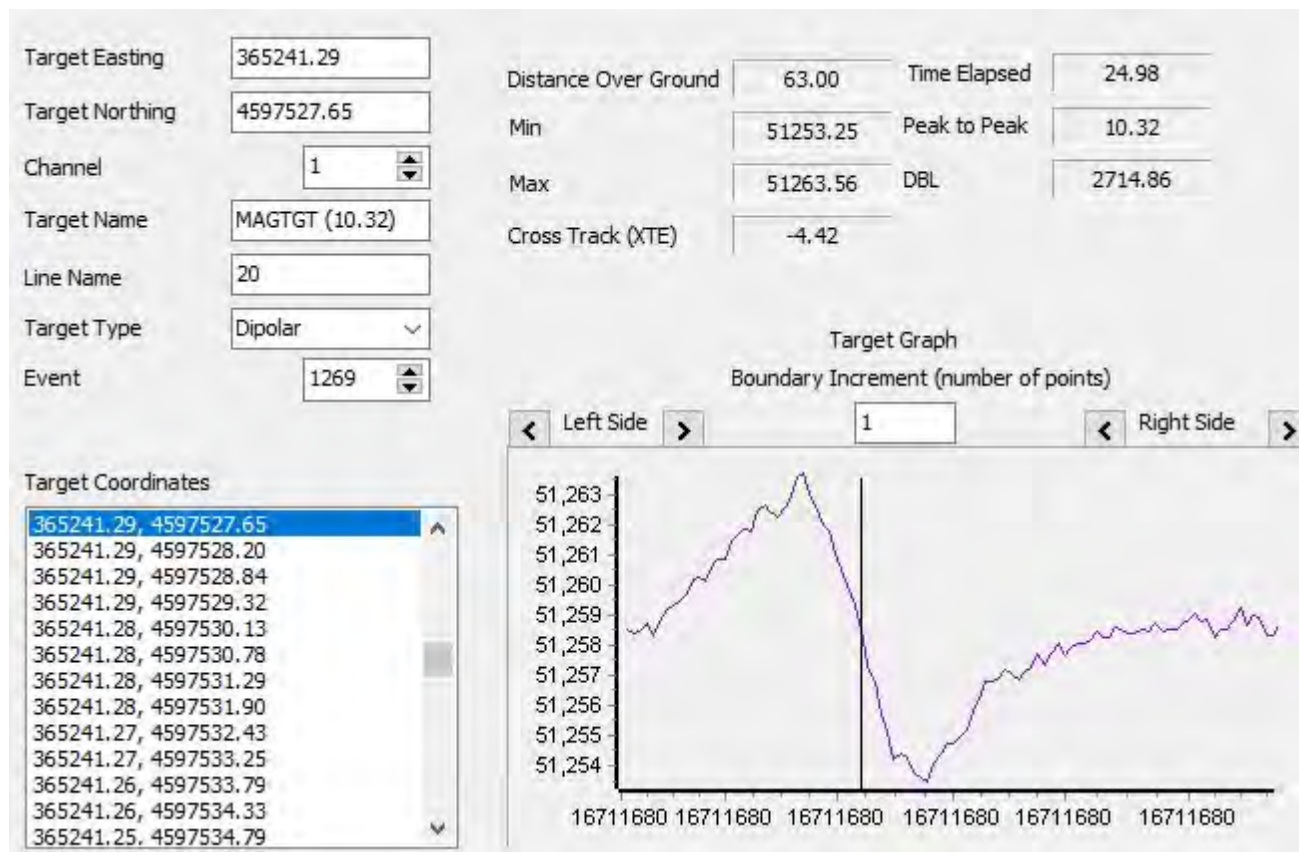 Target Easting 365241.29
Target Northing 4597527.65
Channel 1
Target Name MAGTGT (10.32)
Line Name 20
Target Type Dipolar
Event 1269
Distance Over Ground 63.00 Time Elapsed 24.98
Min 51253.25 Peak to Peak 10.32
Max 51263.56 DBL 2714.86
Cross Track (XTE) -4.42
Target Coordinates
365241.29, 4597527.65
365241.29, 4597528.20
365241.29, 4597528.84
365241.29, 4597529.32
365241.28, 4597530.13
365241.28, 4597530.78
365241.28, 4597531.29
365241.28, 4597531.90
365241.27, 4597532.43
365241.27, 4597533.25
365241.26, 4597533.79
365241.26, 4597534.33
365241.25, 4597534.79
Target Graph
Boundary Increment (number of points)
Left Side 1 Right Side
51,263
51,262
51,261
51,260
51,259
51,258
51,257
51,256
51,255
51,254
16711680 16711680 16711680 16711680 16711680 16711680